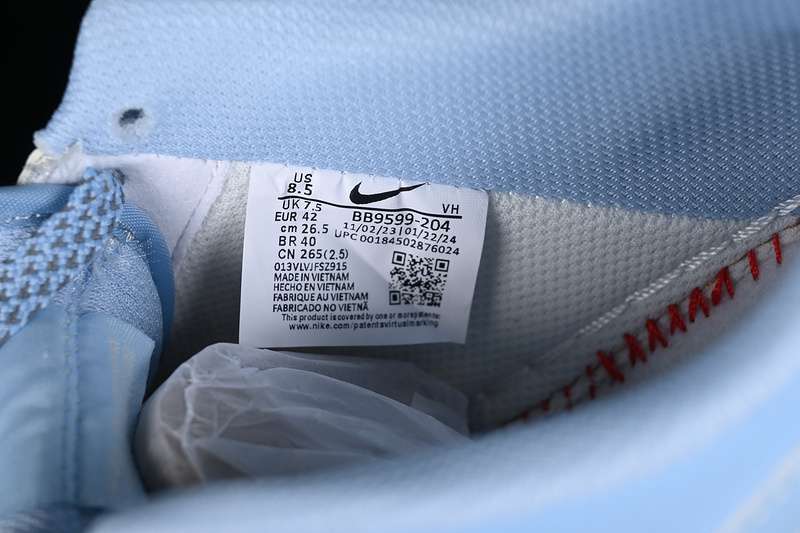 US
8.5
UK 7.5
EUR 42
cm 26.5
BR 40
CN 265(2.5)
VH
BB9599-204
11/02/23 | 01/22/24
UPC 00184502876024
013VLVJFSZ915
MADE IN VIETNAM
HECHO EN VIETNAM
FABRIQUE AU VIETNAM
FABRICADO NO VIETNÃ
This product is covered by one or more patents.
www.nike.com/patentsvirtualmarking